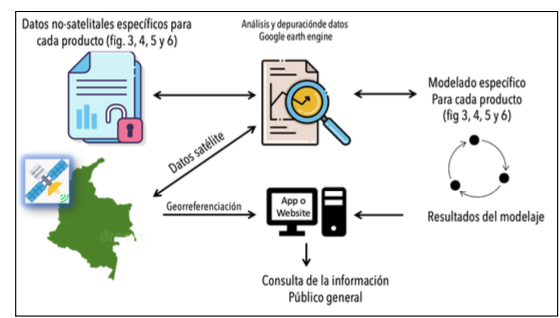 Datos no-satelitales específicos para
cada producto (fig. 3, 4, 5 y 6)
Análisis y depuraciónde datos
Google earth engine
Modelado específico
Para cada producto
(fig 3, 4, 5 y 6)
Datos satélite
Georreferenciación
App o
Website
Resultados del modelaje
Consulta de la información
Público general